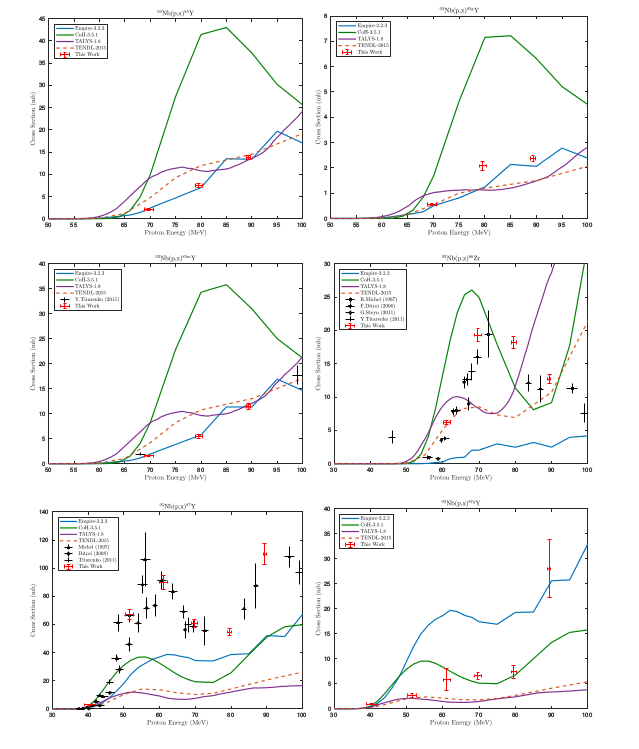 ⁹³Nb(p,x)⁸⁵Y
Empire-3.2.3
CoH-3.5.1
TALYS-1.8
TENDL-2015
This Work
Cross Section (mb)
45
40
35
30
25
20
15
10
5
0
50 55 60 65 70 75 80 85 90 95 100
Proton Energy (MeV)
⁹³Nb(p,x)⁸⁵ᵍY
Empire-3.2.3
CoH-3.5.1
TALYS-1.8
TENDL-2015
This Work
Cross Section (mb)
8
7
6
5
4
3
2
1
0
50 55 60 65 70 75 80 85 90 95 100
Proton Energy (MeV)
⁹³Nb(p,x)⁸⁵ᵐY
Empire-3.2.3
CoH-3.5.1
TALYS-1.8
TENDL-2015
Y.Titarenko (2011)
This Work
Cross Section (mb)
40
35
30
25
20
15
10
5
0
50 55 60 65 70 75 80 85 90 95 100
Proton Energy (MeV)
⁹³Nb(p,x)⁸⁶Zr
Empire-3.2.3
CoH-3.5.1
TALYS-1.8
TENDL-2015
R.Michel (1997)
F.Ditroi (2008)
G.Steyn (2011)
Y.Titarenko (2011)
This Work
Cross Section (mb)
30
25
20
15
10
5
0
30 40 50 60 70 80 90 100
Proton Energy (MeV)
⁹³Nb(p,x)⁸⁷Y
Empire-3.2.3
CoH-3.5.1
TALYS-1.8
TENDL-2015
Michel (1997)
Ditroi (2008)
Titarenko (2011)
This Work
Cross Section (mb)
140
120
100
80
60
40
20
0
30 40 50 60 70 80 90 100
Proton Energy (MeV)
⁹³Nb(p,x)⁸⁷ᵍY
Empire-3.2.3
CoH-3.5.1
TALYS-1.8
TENDL-2015
This Work
Cross Section (mb)
40
35
30
25
20
15
10
5
0
30 40 50 60 70 80 90 100
Proton Energy (MeV)